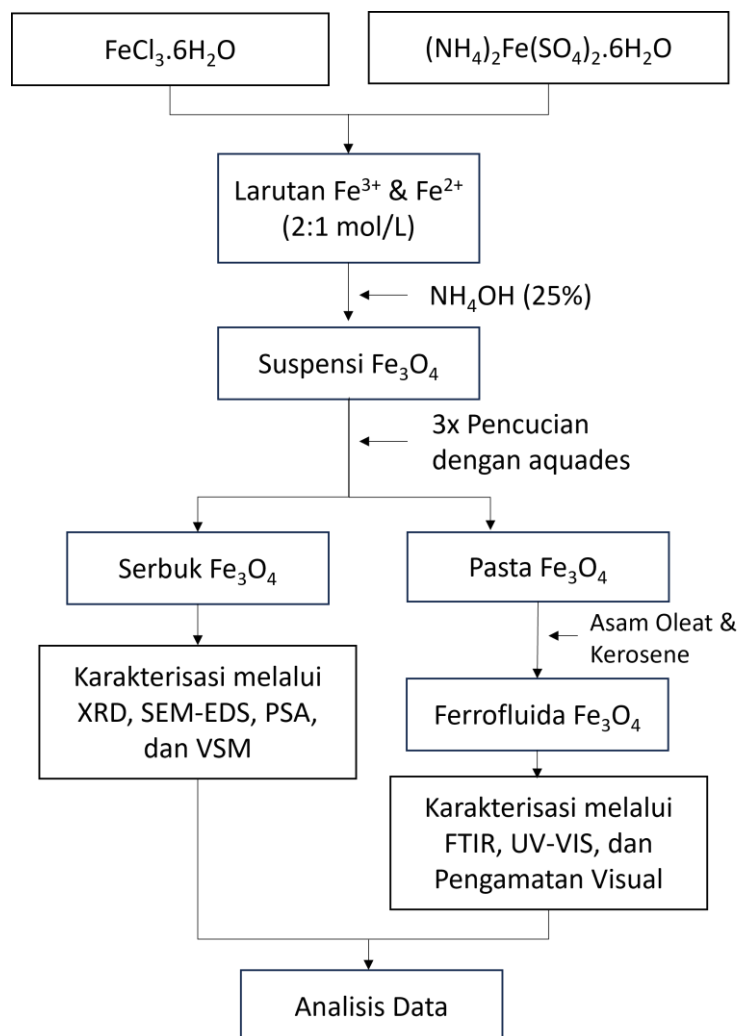 FeCl₃.6H₂O
(NH₄)₂Fe(SO₄)₂.6H₂O
Larutan Fe³⁺ & Fe²⁺
(2:1 mol/L)
NH₄OH (25%)
Suspensi Fe₃O₄
3x Pencucian
dengan aquades
Serbuk Fe₃O₄
Pasta Fe₃O₄
Asam Oleat &
Kerosene
Karakterisasi melalui
XRD, SEM-EDS, PSA,
dan VSM
Ferrofluida Fe₃O₄
Karakterisasi melalui
FTIR, UV-VIS, dan
Pengamatan Visual
Analisis Data